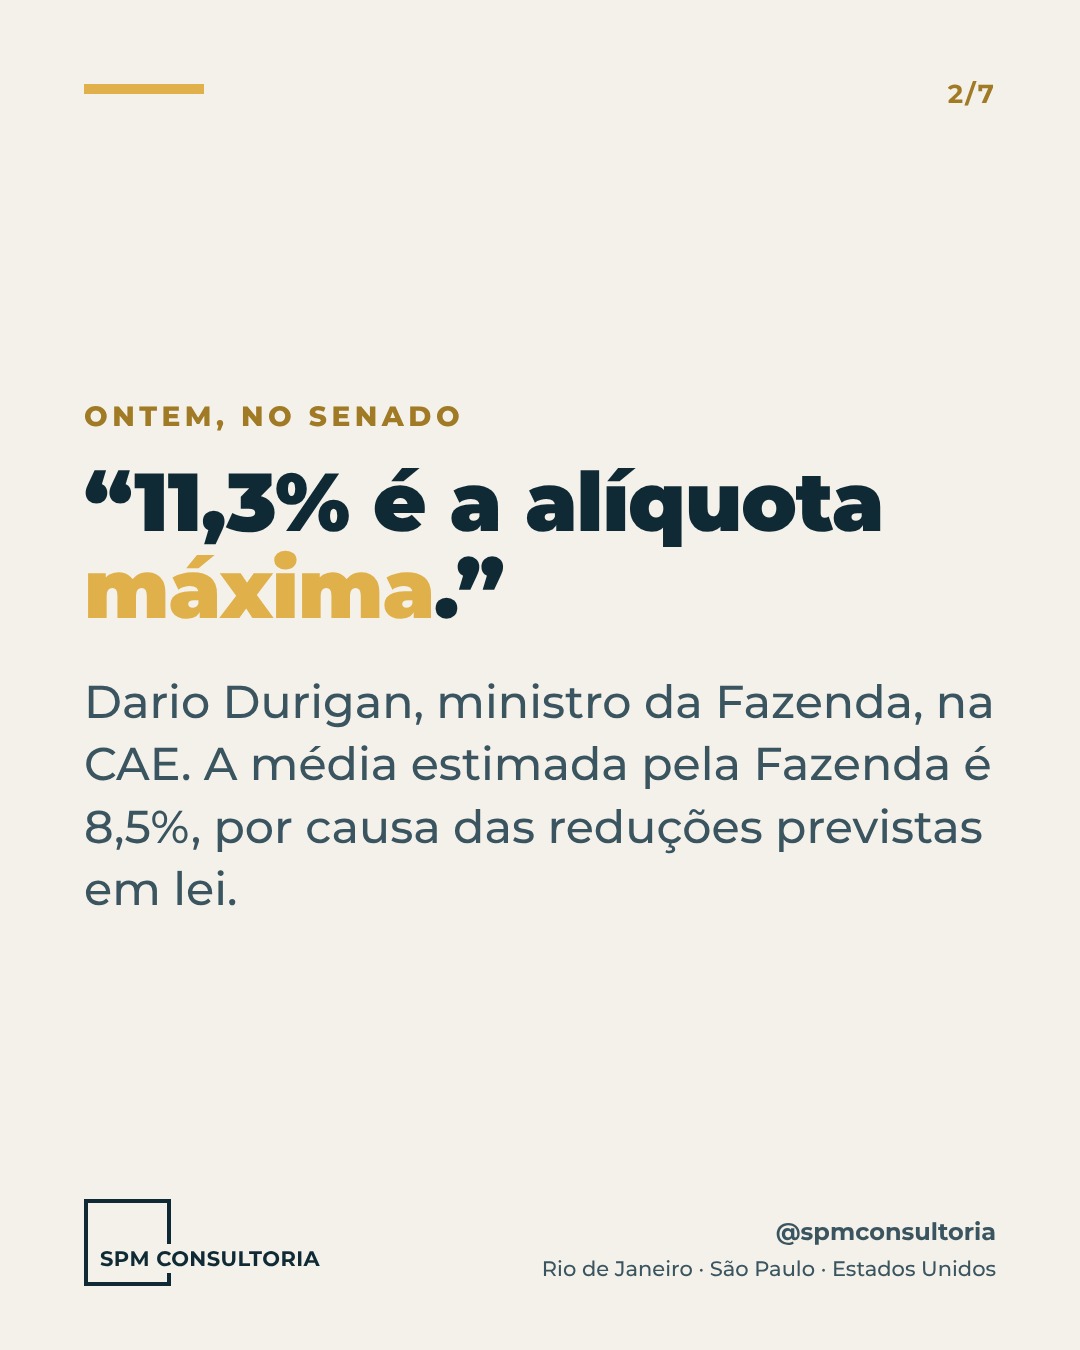 2/7
ONTEM, NO SENADO
“11,3% é a alíquota
máxima.”
Dario Durigan, ministro da Fazenda, na
CAE. A média estimada pela Fazenda é
8,5%, por causa das reduções previstas
em lei.
SPM CONSULTORIA
@spmconsultoria
Rio de Janeiro · São Paulo · Estados Unidos